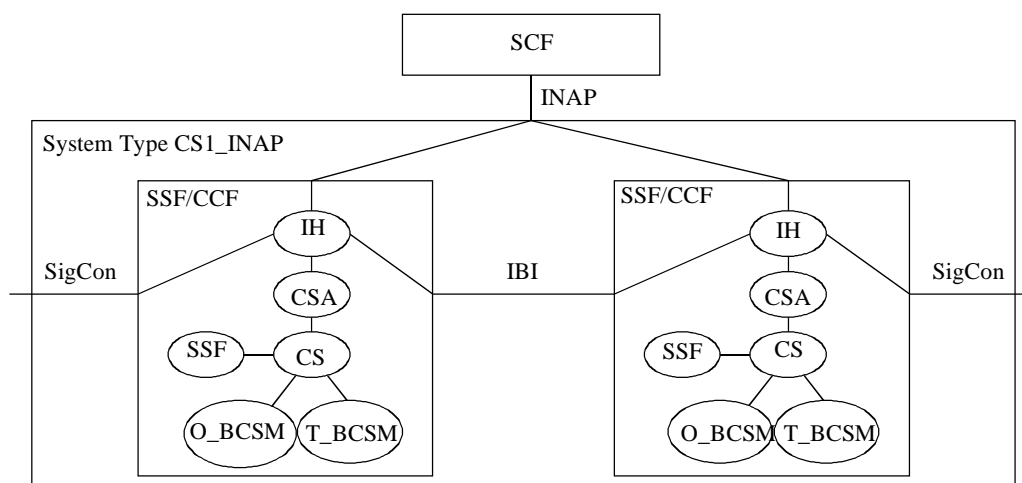 SCF
INAP
System Type CS1_INAP
SSF/CCF
SSF/CCF
IH
IH
SigCon
IBI
SigCon
CSA
CSA
SSF
CS
SSF
CS
O_BCSM
T_BCSM
O_BCSM
T_BCSM